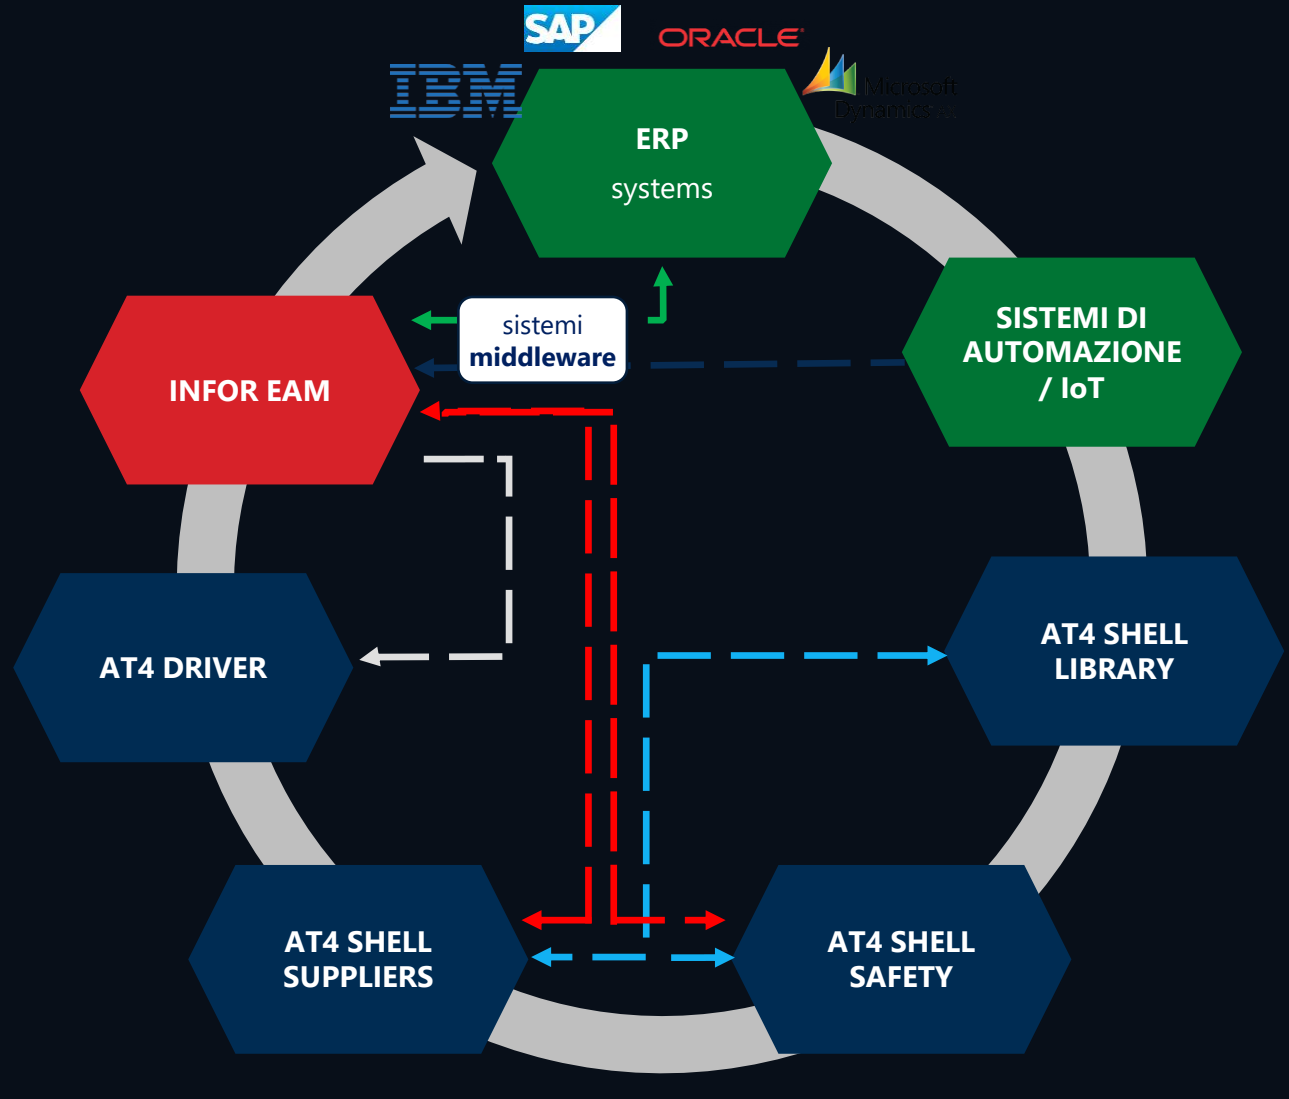 SAP
ORACLE
IBM
Microsoft
Dynamics
ERP
systems
sistemi
middleware
SISTEMI DI
AUTOMAZIONE
/ IoT
INFOR EAM
AT4 DRIVER
AT4 SHELL
LIBRARY
AT4 SHELL
SUPPLIERS
AT4 SHELL
SAFETY